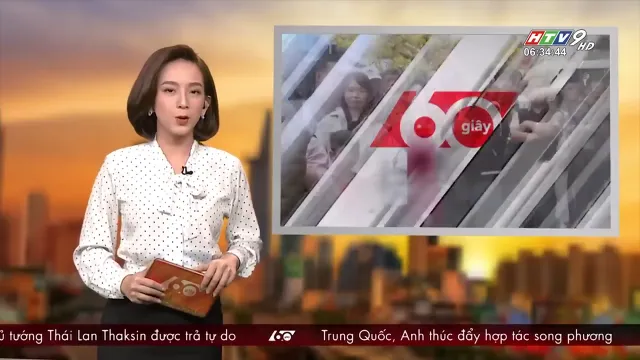 HTV9 HD
06:34:44
60 giây
ủ tướng Thái Lan Thaksin được trả tự do 60 Trung Quốc, Anh thúc đẩy hợp tác song phương